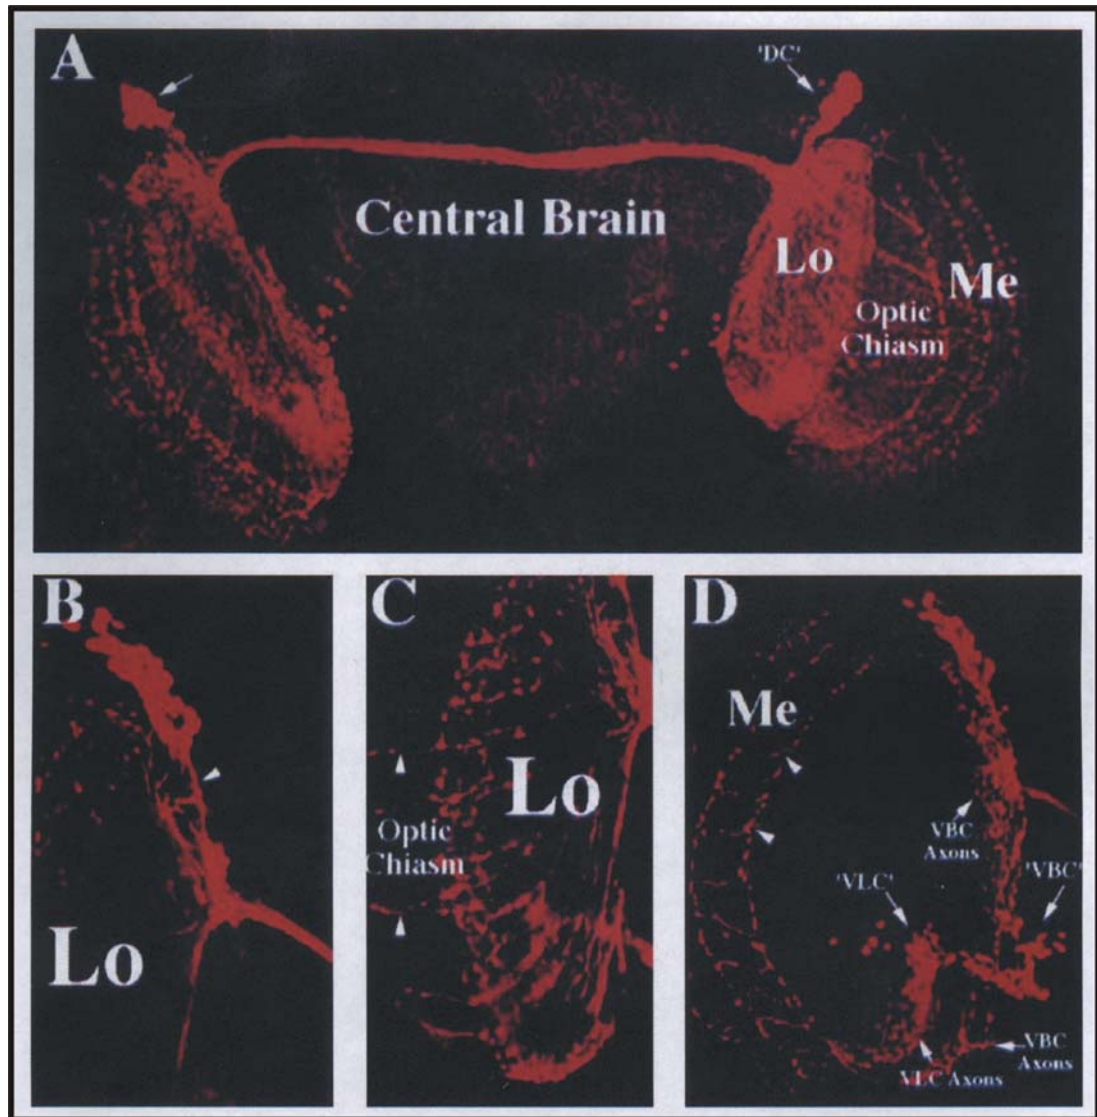 A
'DC'
Central Brain
Lo
Me
Optic
Chiasm
B
Lo
C
Lo
Optic
Chiasm
D
Me
VBC
Axons
'VLC'
'VBC'
VBC
Axons
VLC Axons